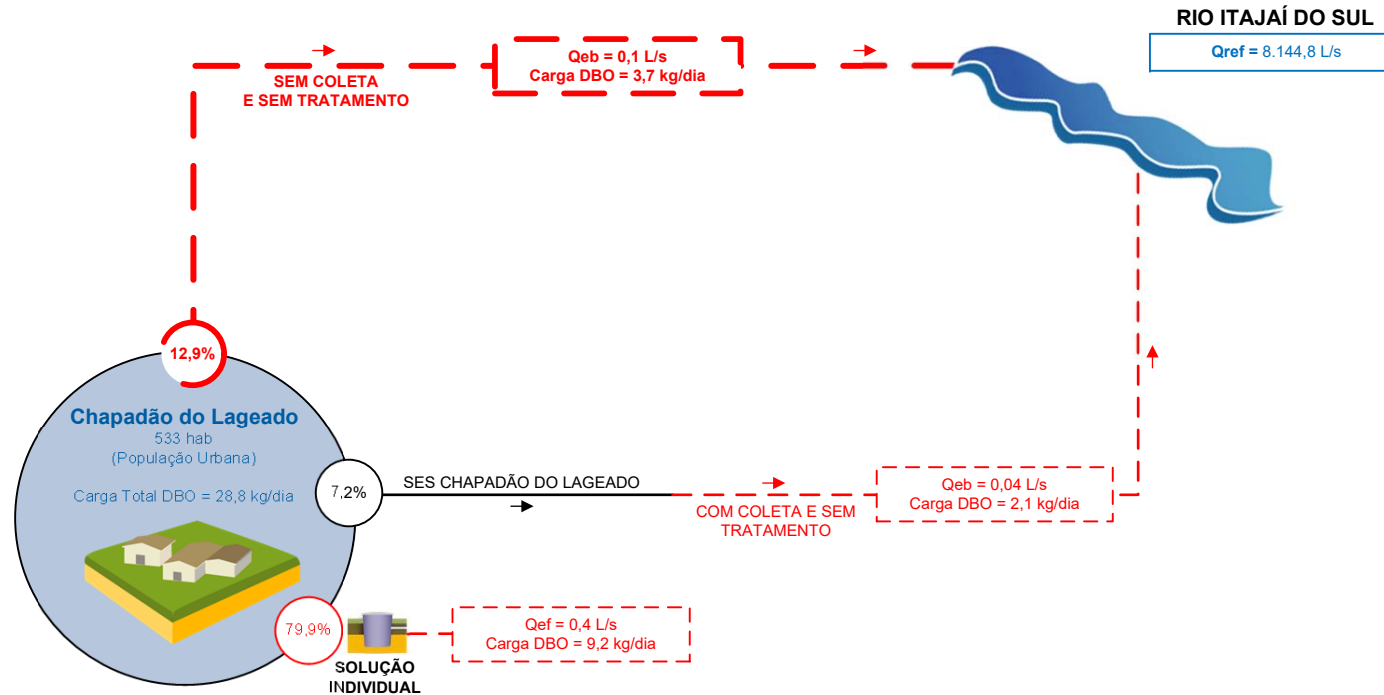 RIO ITAJAÍ DO SUL
Qref = 8.144,8 L/s
Qeb = 0,1 L/s
Carga DBO = 3,7 kg/dia
SEM COLETA
E SEM TRATAMENTO
12,9%
Chapadão do Lageado
533 hab
(População Urbana)
Carga Total DBO = 28,8 kg/dia
7,2%
SES CHAPADÃO DO LAGEADO
COM COLETA E SEM
TRATAMENTO
Qeb = 0,04 L/s
Carga DBO = 2,1 kg/dia
79,9%
SOLUÇÃO
INDIVIDUAL
Qef = 0,4 L/s
Carga DBO = 9,2 kg/dia